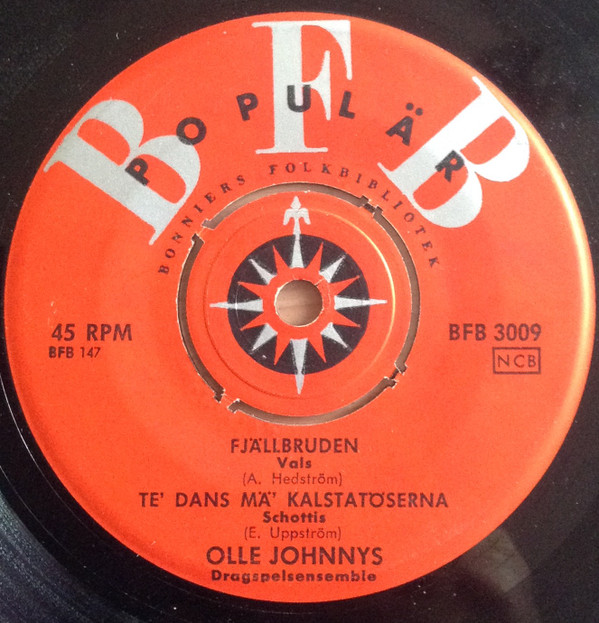 BFB
POPULÄR
BONNIERS FOLKBIBLIOTEK
45 RPM
BFB 147
BFB 3009
NCB
FJÄLLBRUDEN
Vals
(A. Hedström)
TE' DANS MÄ' KALSTATÖSERNA
Schottis
(E. Uppström)
OLLE JOHNNYS
Dragspelsensemble